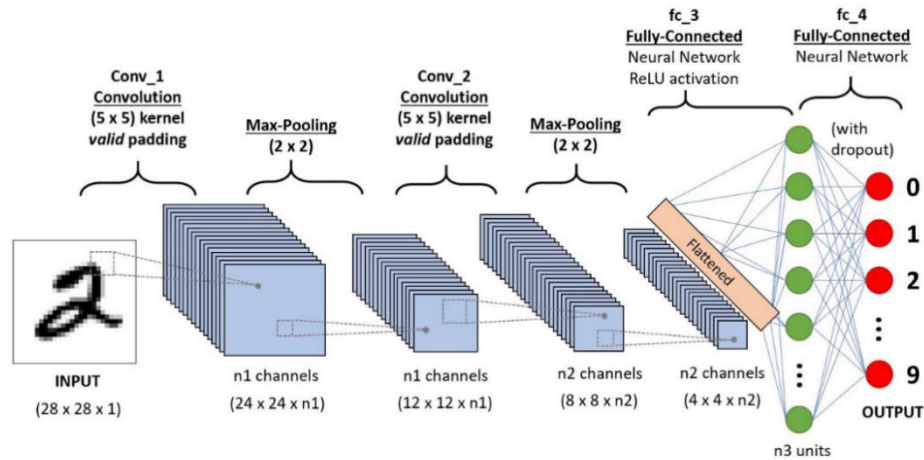 fc_3
Fully-Connected
Neural Network
ReLU activation
fc_4
Fully-Connected
Neural Network
Conv_1
Convolution
(5 x 5) kernel
valid padding
Max-Pooling
(2 x 2)
Conv_2
Convolution
(5 x 5) kernel
valid padding
Max-Pooling
(2 x 2)
(with
dropout)
Flattened
0
1
2
9
INPUT
(28 x 28 x 1)
n1 channels
(24 x 24 x n1)
n1 channels
(12 x 12 x n1)
n2 channels
(8 x 8 x n2)
n2 channels
(4 x 4 x n2)
OUTPUT
n3 units